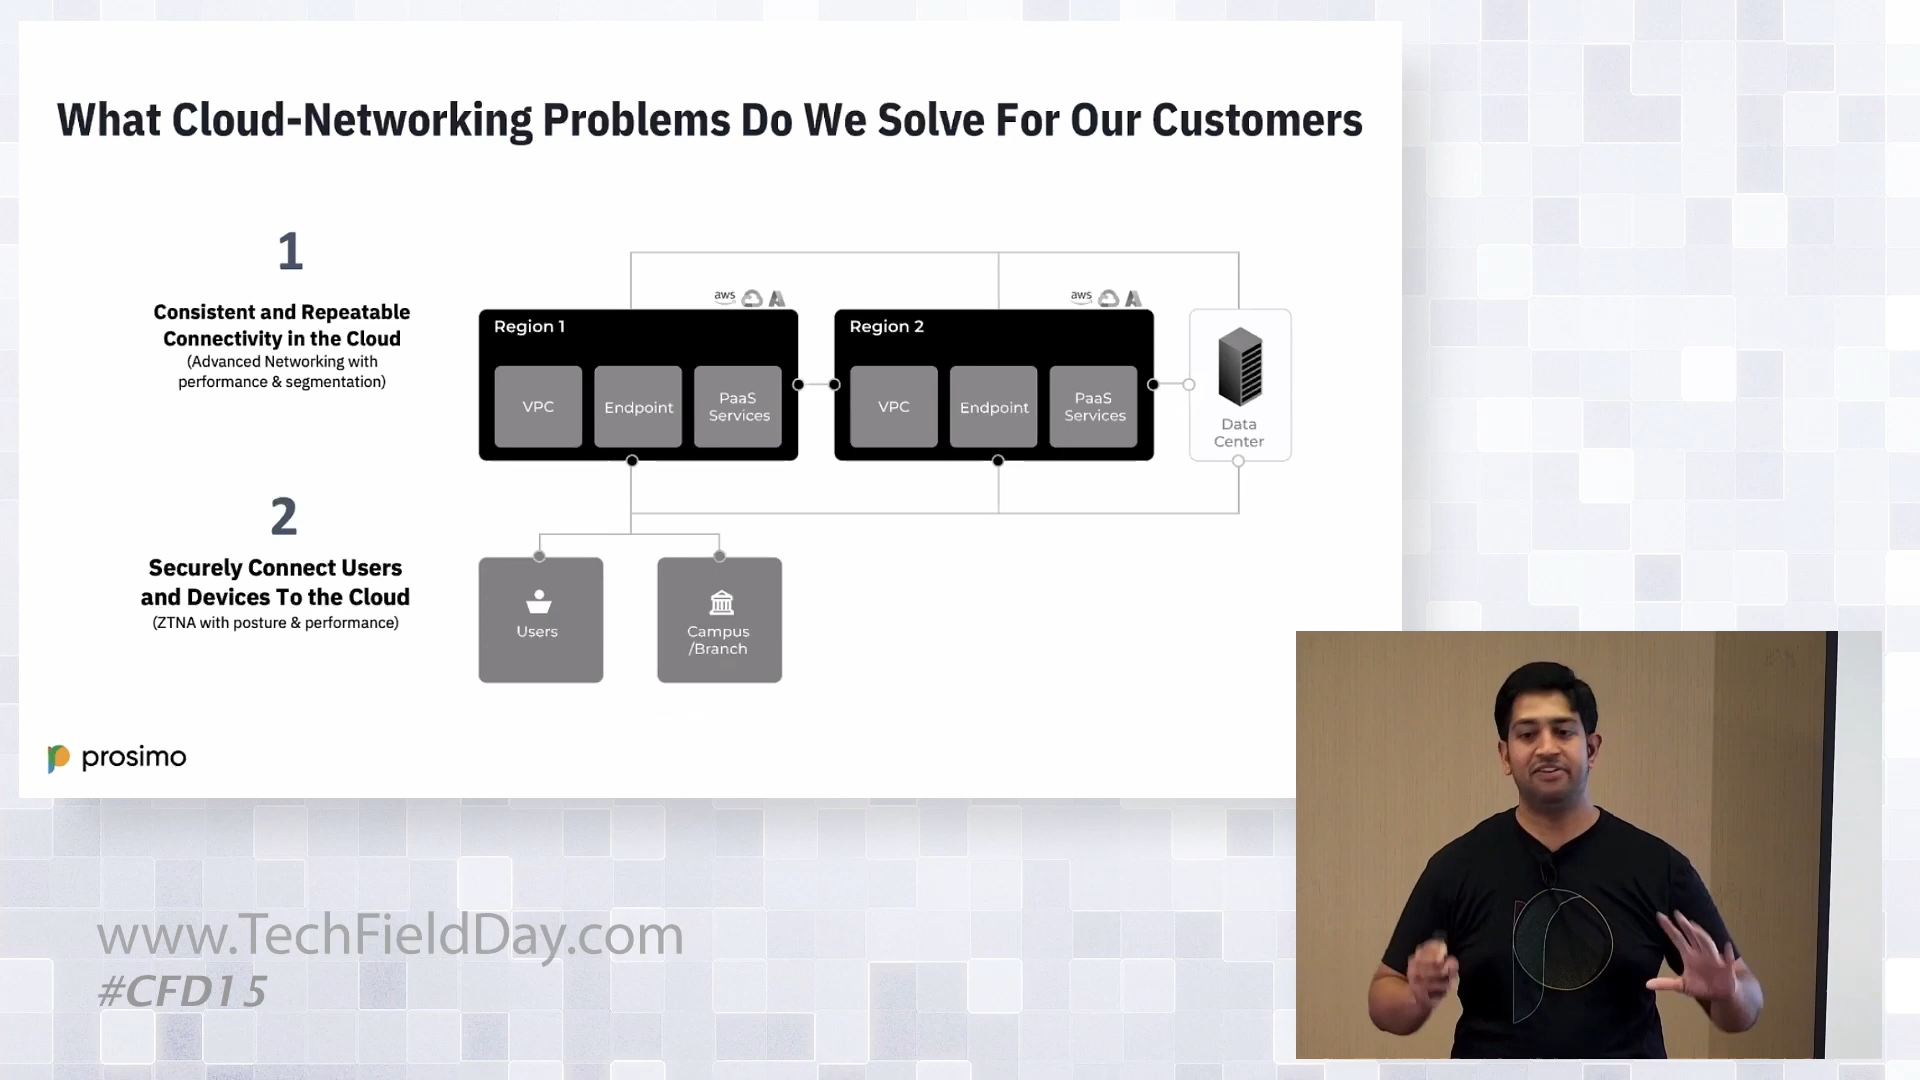 What Cloud-Networking Problems Do We Solve For Our Customers
1
Consistent and Repeatable
Connectivity in the Cloud
(Advanced Networking with
performance & segmentation)
2
Securely Connect Users
and Devices To the Cloud
(ZTNA with posture & performance)
aws
Region 1
VPC
Endpoint
PaaS
Services
aws
Region 2
VPC
Endpoint
PaaS
Services
Data
Center
Users
Campus
/Branch
prosimo
www.TechFieldDay.com
#CFD15